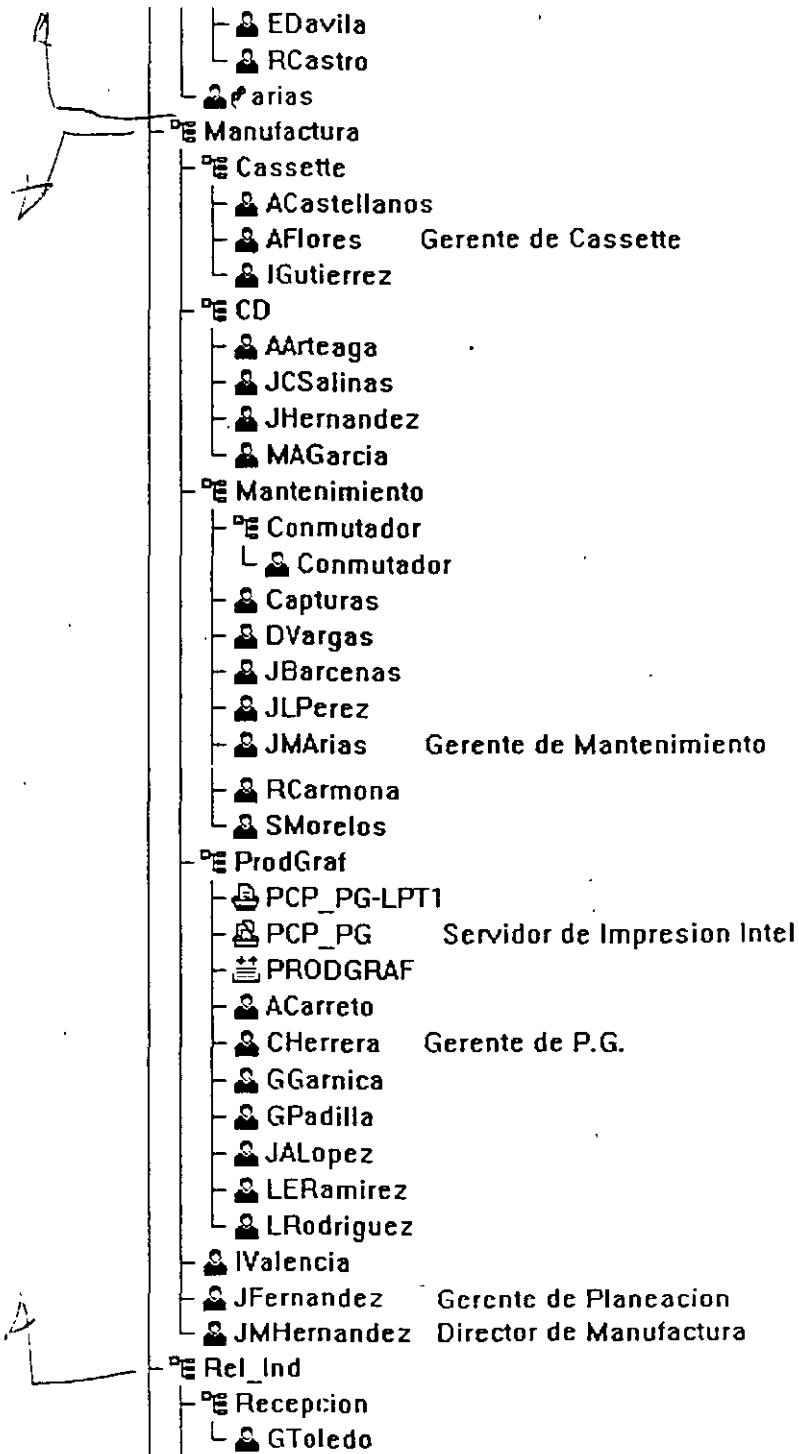 EDavila
RCastro
arias
Manufactura
Cassette
ACastellanos
AFlores Gerente de Cassette
IGutierrez
CD
AArteaga
JCSalinas
JHernandez
MAGarcia
Mantenimiento
Conmutador
Conmutador
Capturas
DVargas
JBarcenas
JLPerez
JMArias Gerente de Mantenimiento
RCarmona
SMorelos
ProdGraf
PCP_PG-LPT1
PCP_PG Servidor de Impresion Intel
PRODGRAF
ACarreto
CHerrera Gerente de P.G.
GGarnica
GPadilla
JALopez
LERamirez
LRodriguez
IValencia
JFernandez Gerente de Planeacion
JMHernandez Director de Manufactura
Rel_Ind
Recepcion
GToledo